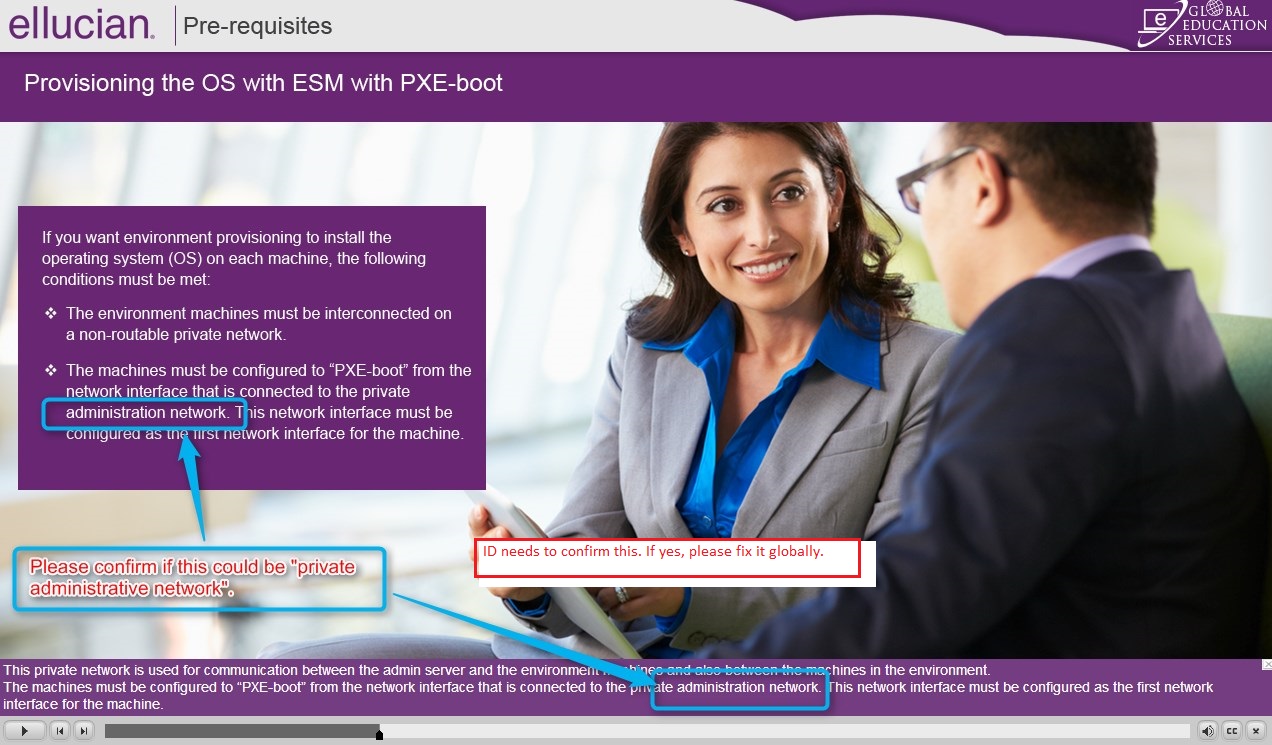 ellucian.
Pre-requisites
e GLOBAL
EDUCATION
SERVICES
Provisioning the OS with ESM with PXE-boot
If you want environment provisioning to install the
operating system (OS) on each machine, the following
conditions must be met:
❖ The environment machines must be interconnected on
a non-routable private network.
❖ The machines must be configured to “PXE-boot” from the
network interface that is connected to the private
administration network. This network interface must be
configured as the first network interface for the machine.
ID needs to confirm this. If yes, please fix it globally.
Please confirm if this could be "private
administrative network".
This private network is used for communication between the admin server and the environment machines and also between the machines in the environment.
The machines must be configured to “PXE-boot” from the network interface that is connected to the private administration network. This network interface must be configured as the first network
interface for the machine.
CC